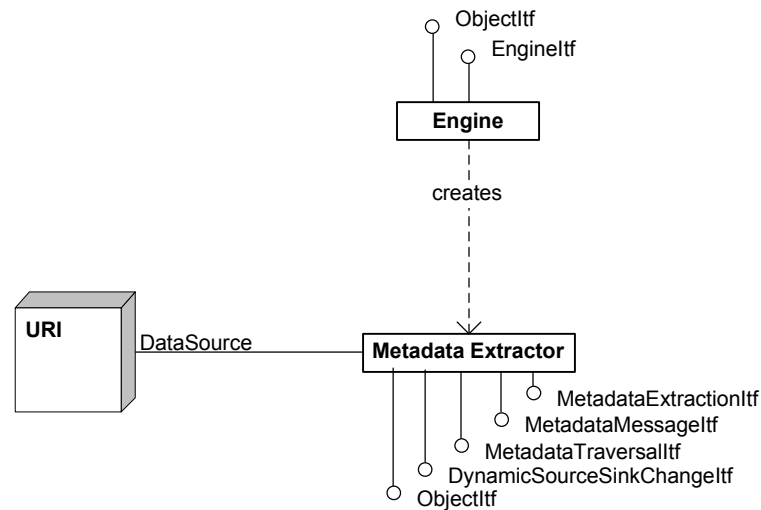 ObjectItf
EngineItf
Engine
creates
URI
DataSource
Metadata Extractor
MetadataExtractionItf
MetadataMessageItf
MetadataTraversalItf
DynamicSourceSinkChangeItf
ObjectItf